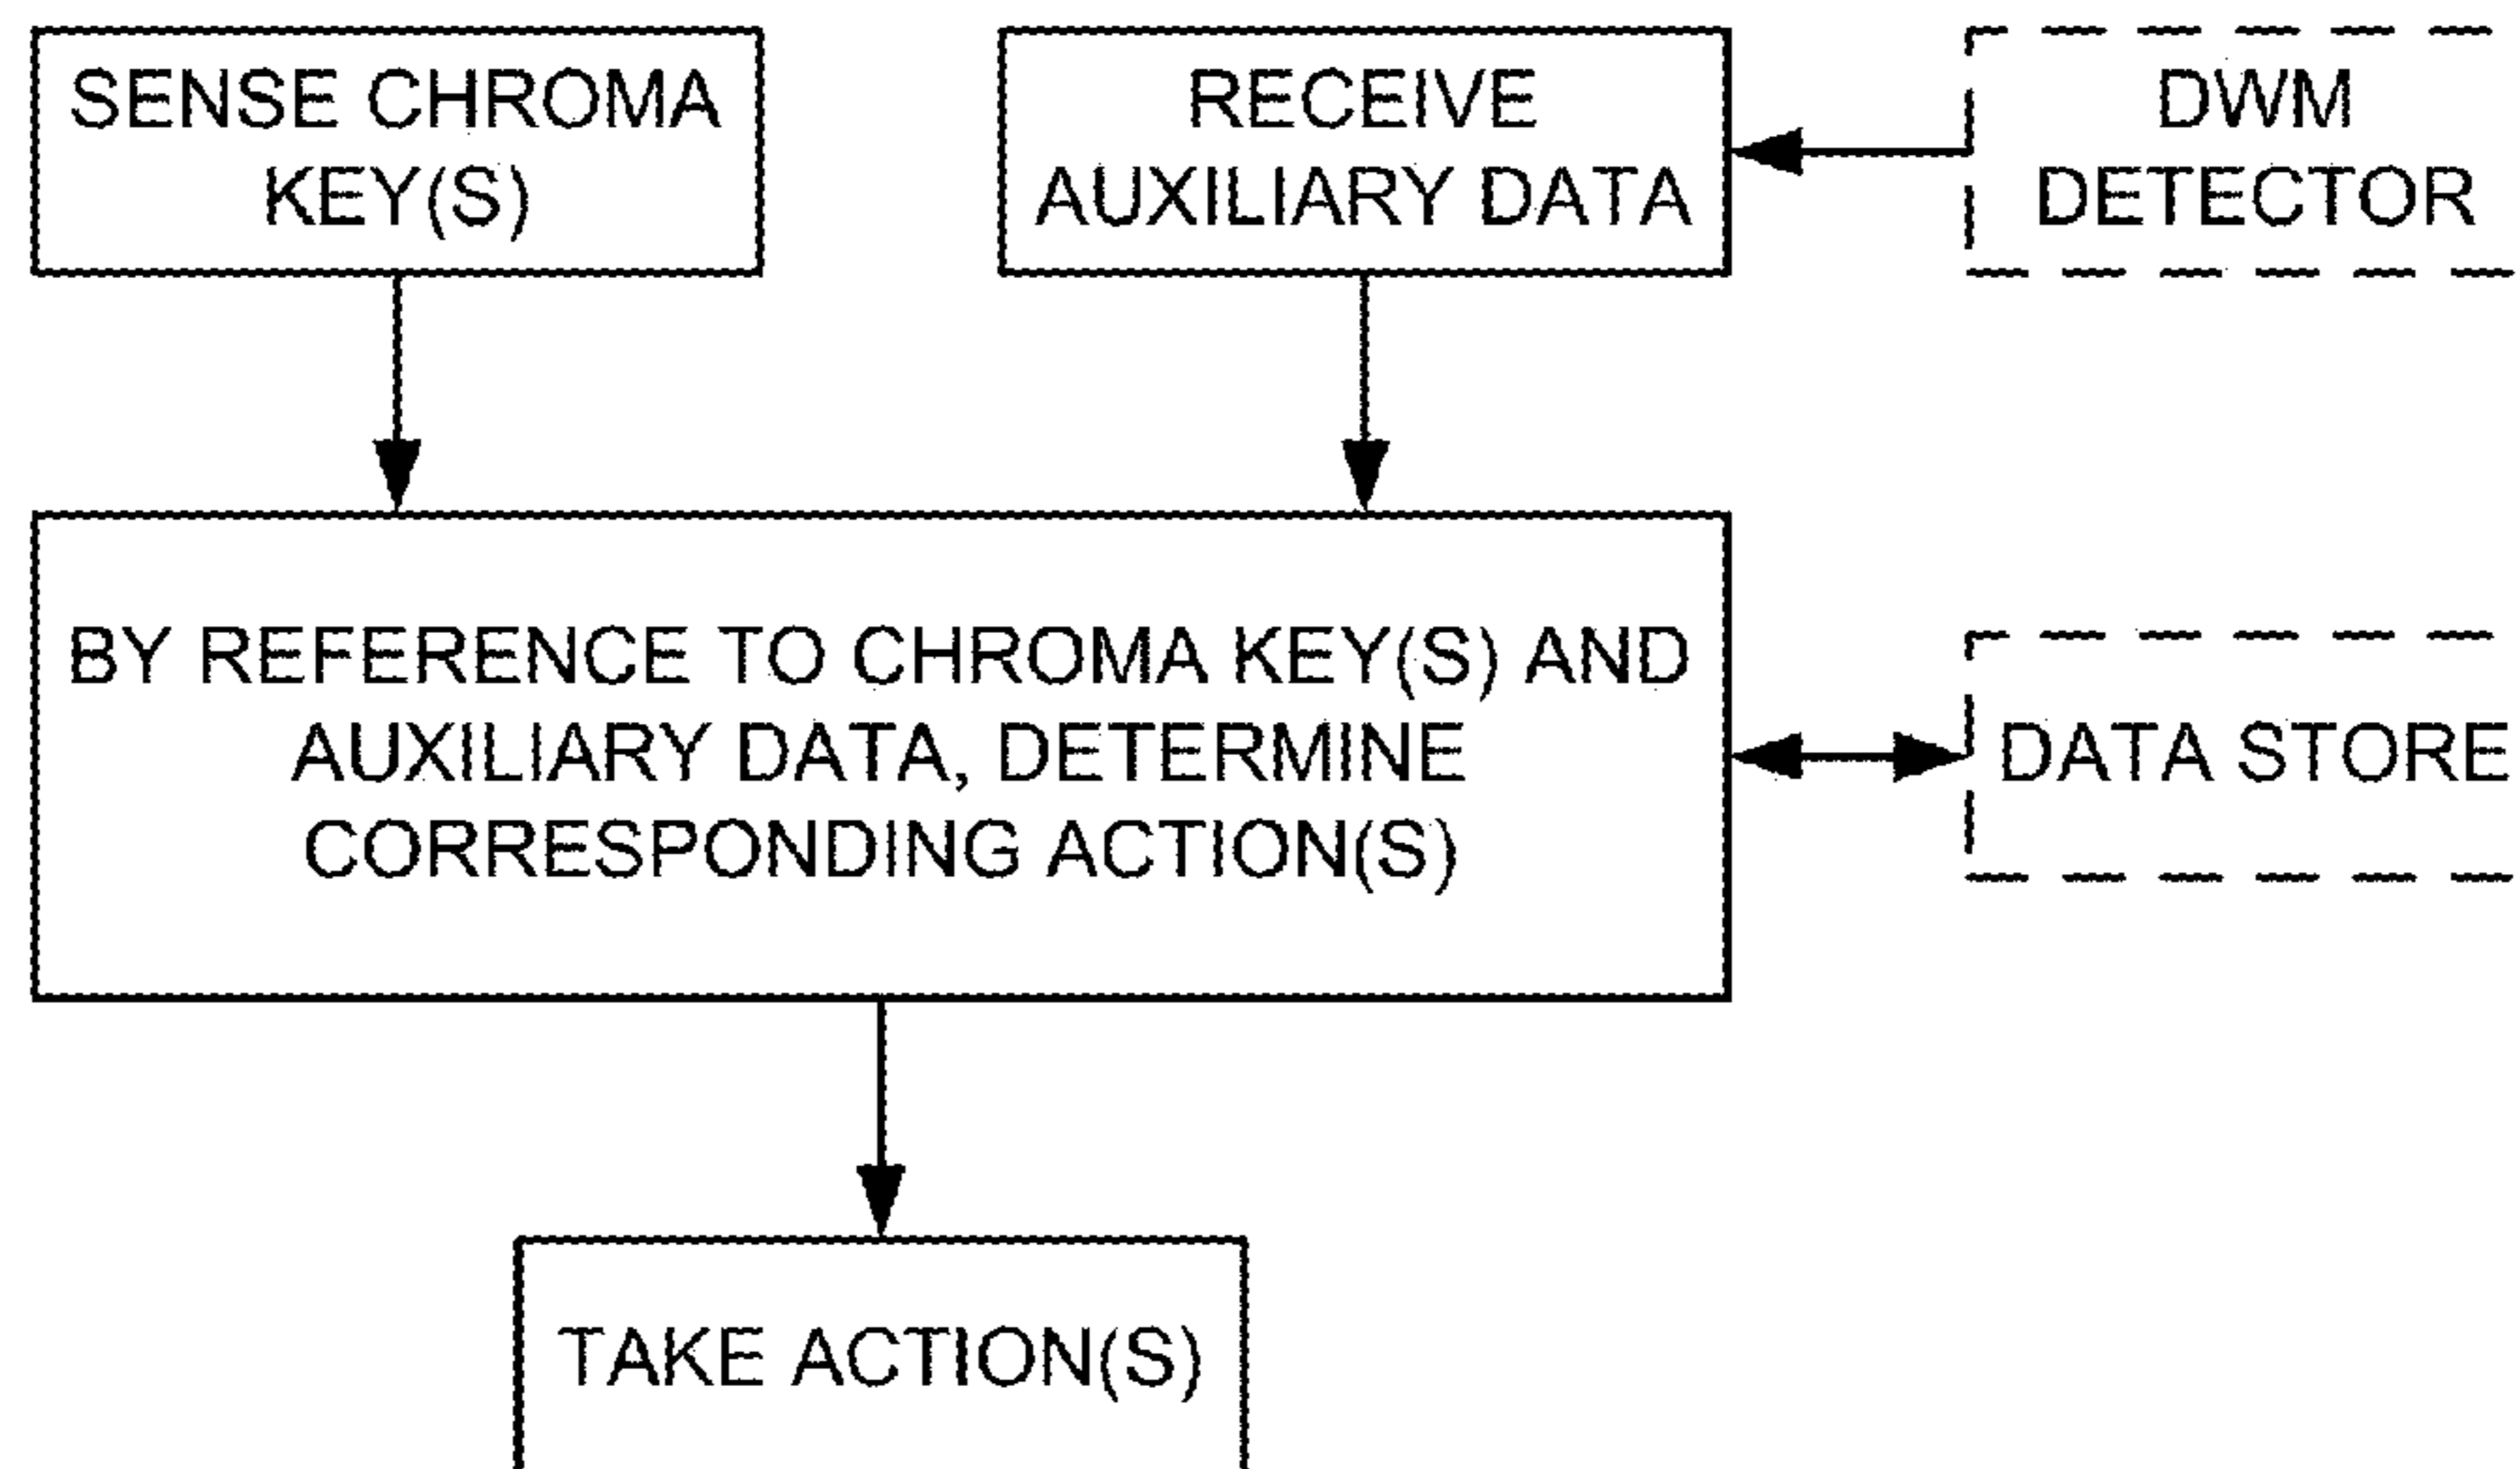 SENSE CHROMA
KEY(S)
RECEIVE
AUXILIARY DATA
DWM
DETECTOR
BY REFERENCE TO CHROMA KEY(S) AND
AUXILIARY DATA, DETERMINE
CORRESPONDING ACTION(S)
DATA STORE
TAKE ACTION(S)